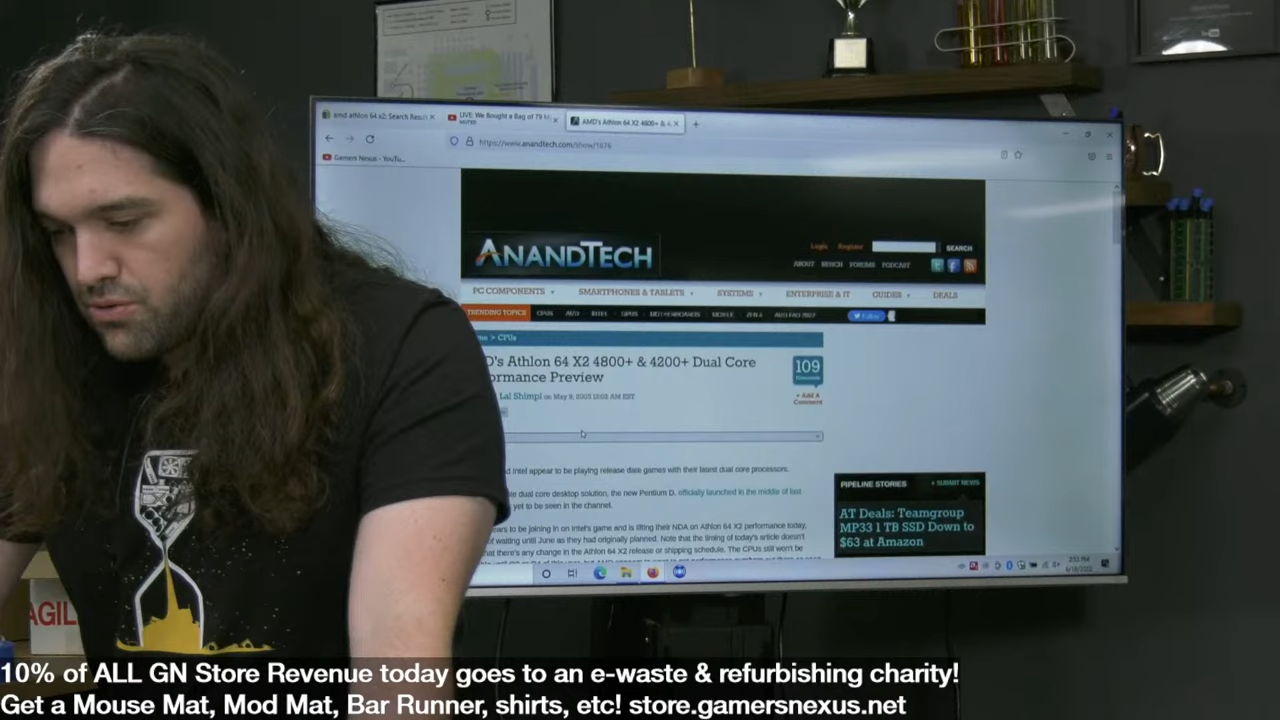 amd athlon 64 x2: Search Res
LIVE: We Bought a Bag of 79
AMD's Athlon 64 X2 4800+ & 4
https://www.anandtech.com/show/1676
Gamers Nexus - YouTu...
Login Register SEARCH
ANANDTECH
ABOUT BENCH FORUMS PODCAST
PC COMPONENTS SMARTPHONES & TABLETS SYSTEMS ENTERPRISE & IT GUIDES DEALS
TRENDING TOPICS CPUS AMD INTEL GPUS MOTHERBOARDS MOBILE
Follow
> CPUs
D's Athlon 64 X2 4800+ & 4200+ Dual Core
ormance Preview
109
Comments
+ Add A
Comment
Lal Shimpi on May 9, 2005 12:02 AM EST
d Intel appear to be playing release date games with their latest dual core processors.
le dual core desktop solution, the new Pentium D, officially launched in the middle of last
yet to be seen in the channel.
ears to be joining in on Intel's game and is lifting their NDA on Athlon 64 X2 performance today,
of waiting until June as they had originally planned. Note that the timing of today's article doesn't
at there's any change in the Athlon 64 X2 release or shipping schedule. The CPUs still won't be
PIPELINE STORIES + SUBMIT NEWS
AT Deals: Teamgroup
MP33 1 TB SSD Down to
$63 at Amazon
AGIL
10% of ALL GN Store Revenue today goes to an e-waste & refurbishing charity!
Get a Mouse Mat, Mod Mat, Bar Runner, shirts, etc! store.gamersnexus.net